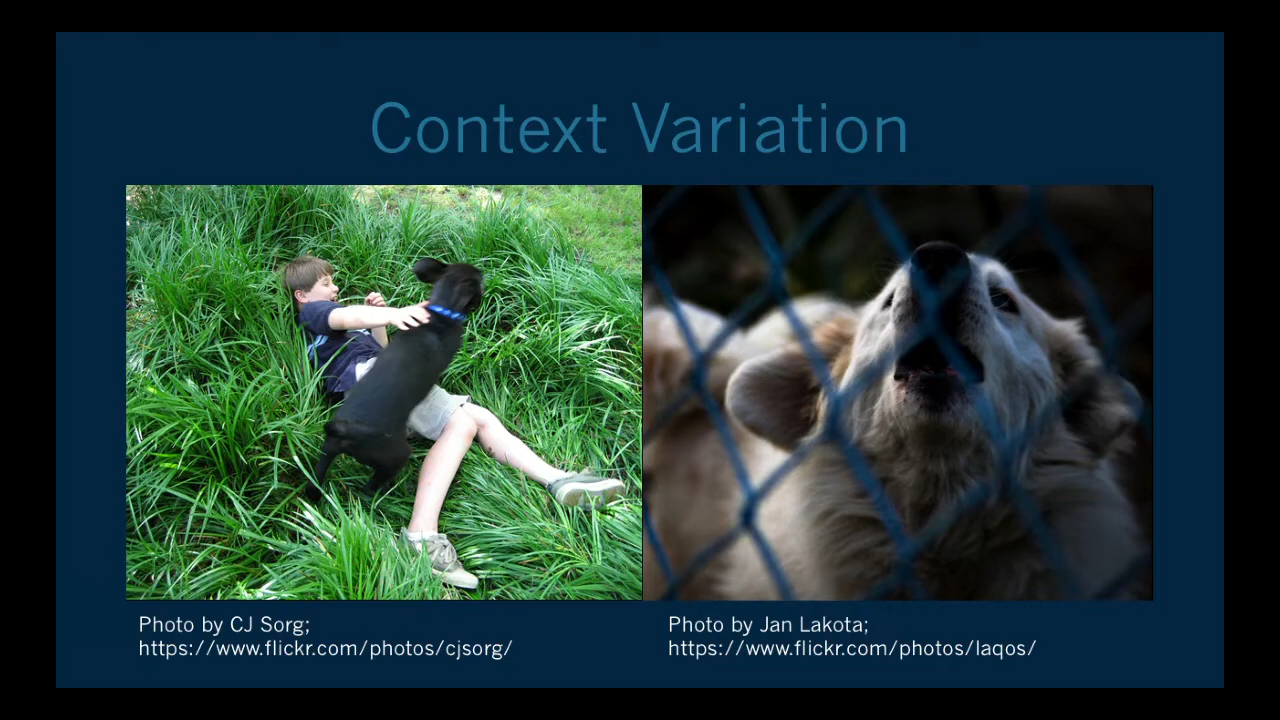 Context Variation
Photo by CJ Sorg;
https://www.flickr.com/photos/cjsorg/
Photo by Jan Lakota;
https://www.flickr.com/photos/laqos/